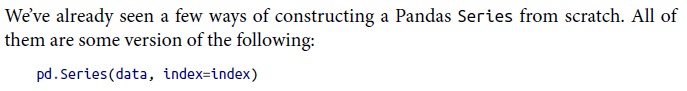 We’ve already seen a few ways of constructing a Pandas Series from scratch. All of
them are some version of the following:
pd.Series(data, index=index)